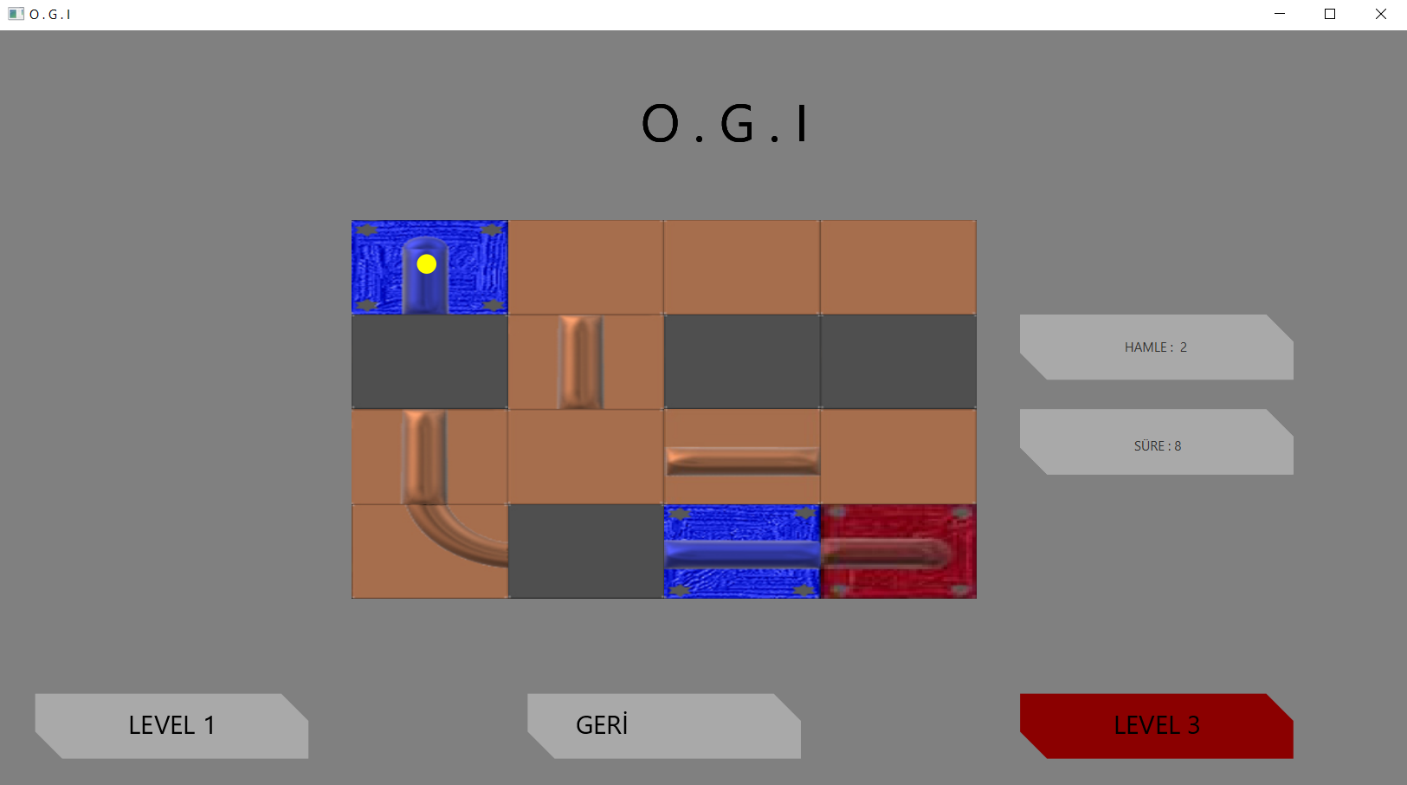 O . G . I
O . G . I
HAMLE : 2
SÜRE : 8
LEVEL 1
GERİ
LEVEL 3